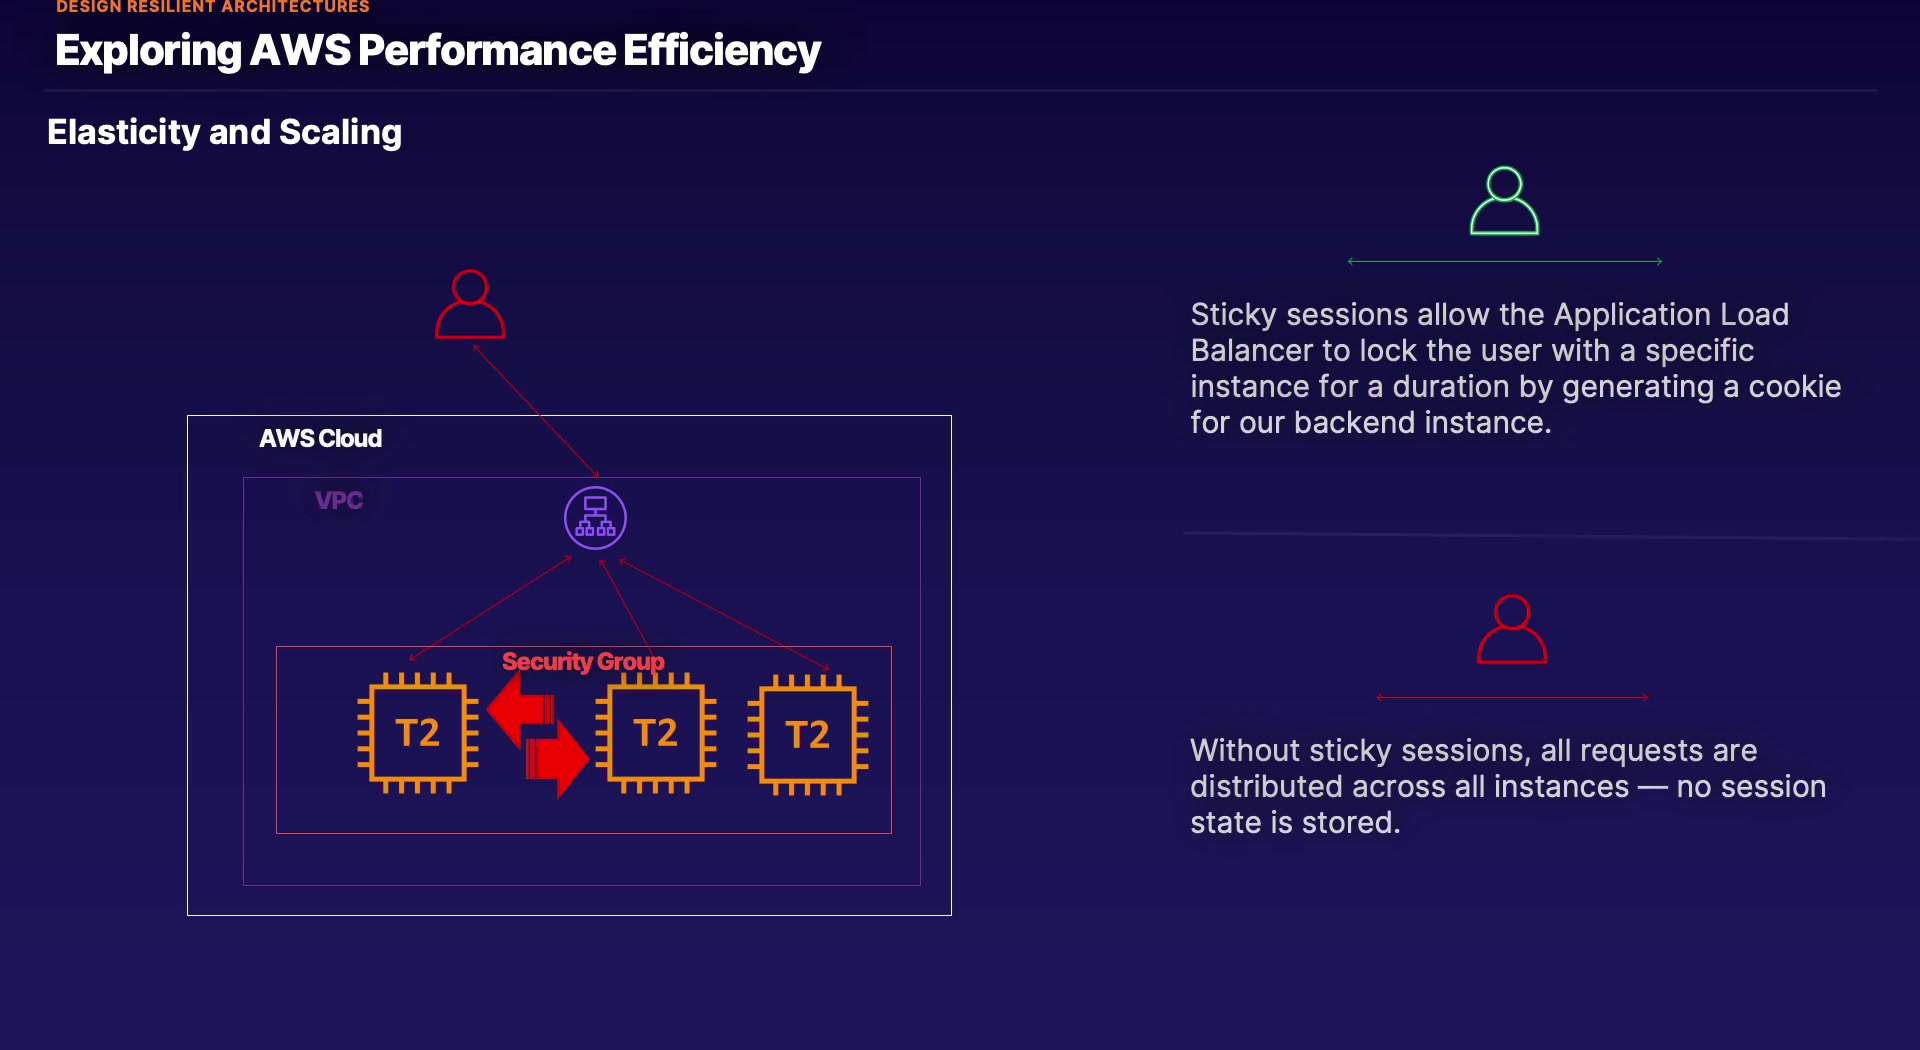 DESIGN RESILIENT ARCHITECTURES
Exploring AWS Performance Efficiency
Elasticity and Scaling
AWS Cloud
VPC
Security Group
T2
T2
T2
Sticky sessions allow the Application Load
Balancer to lock the user with a specific
instance for a duration by generating a cookie
for our backend instance.
Without sticky sessions, all requests are
distributed across all instances — no session
state is stored.